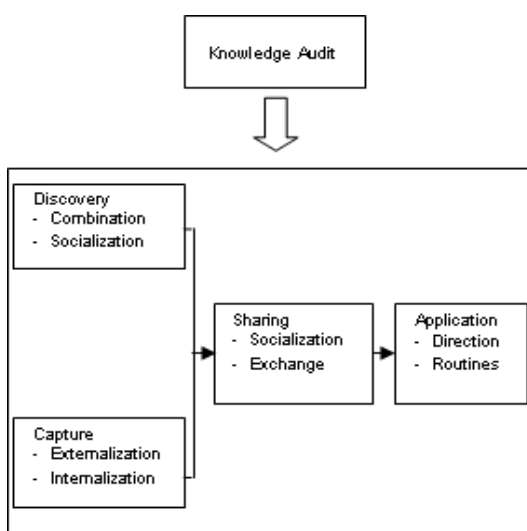 Knowledge Audit
Discovery
- Combination
- Socialization
Sharing
- Socialization
- Exchange
Application
- Direction
- Routines
Capture
- Externalization
- Internalization